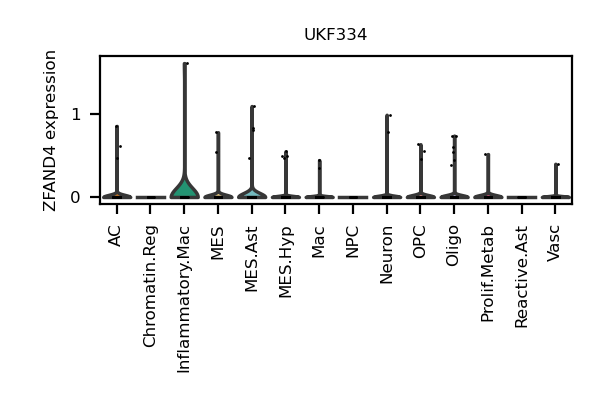 UKF334
ZFAND4 expression
1
0
AC
Chromatin.Reg
Inflammatory.Mac
MES
MES.Ast
MES.Hyp
Mac
NPC
Neuron
OPC
Oligo
Prolif.Metab
Reactive.Ast
Vasc